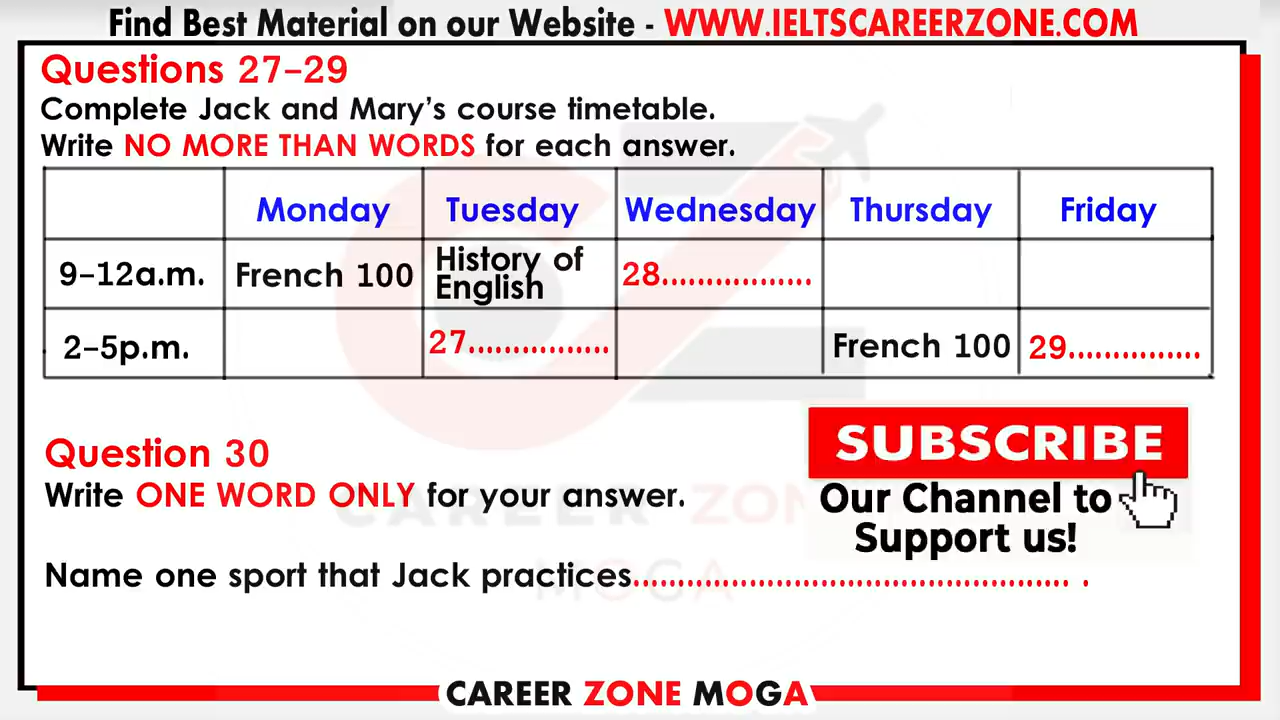 Find Best Material on our Website - WWW.IELTSCAREERZONE.COM
Questions 27-29
Complete Jack and Mary's course timetable.
Write NO MORE THAN WORDS for each answer.
Monday Tuesday Wednesday Thursday Friday
9-12a.m. French 100 History of English 28.................
2-5p.m. 27................ French 100 29...............
Question 30
Write ONE WORD ONLY for your answer.
Name one sport that Jack practices................................................ .
SUBSCRIBE
Our Channel to
Support us!
CAREER ZONE
MOGA
CAREER ZONE MOGA